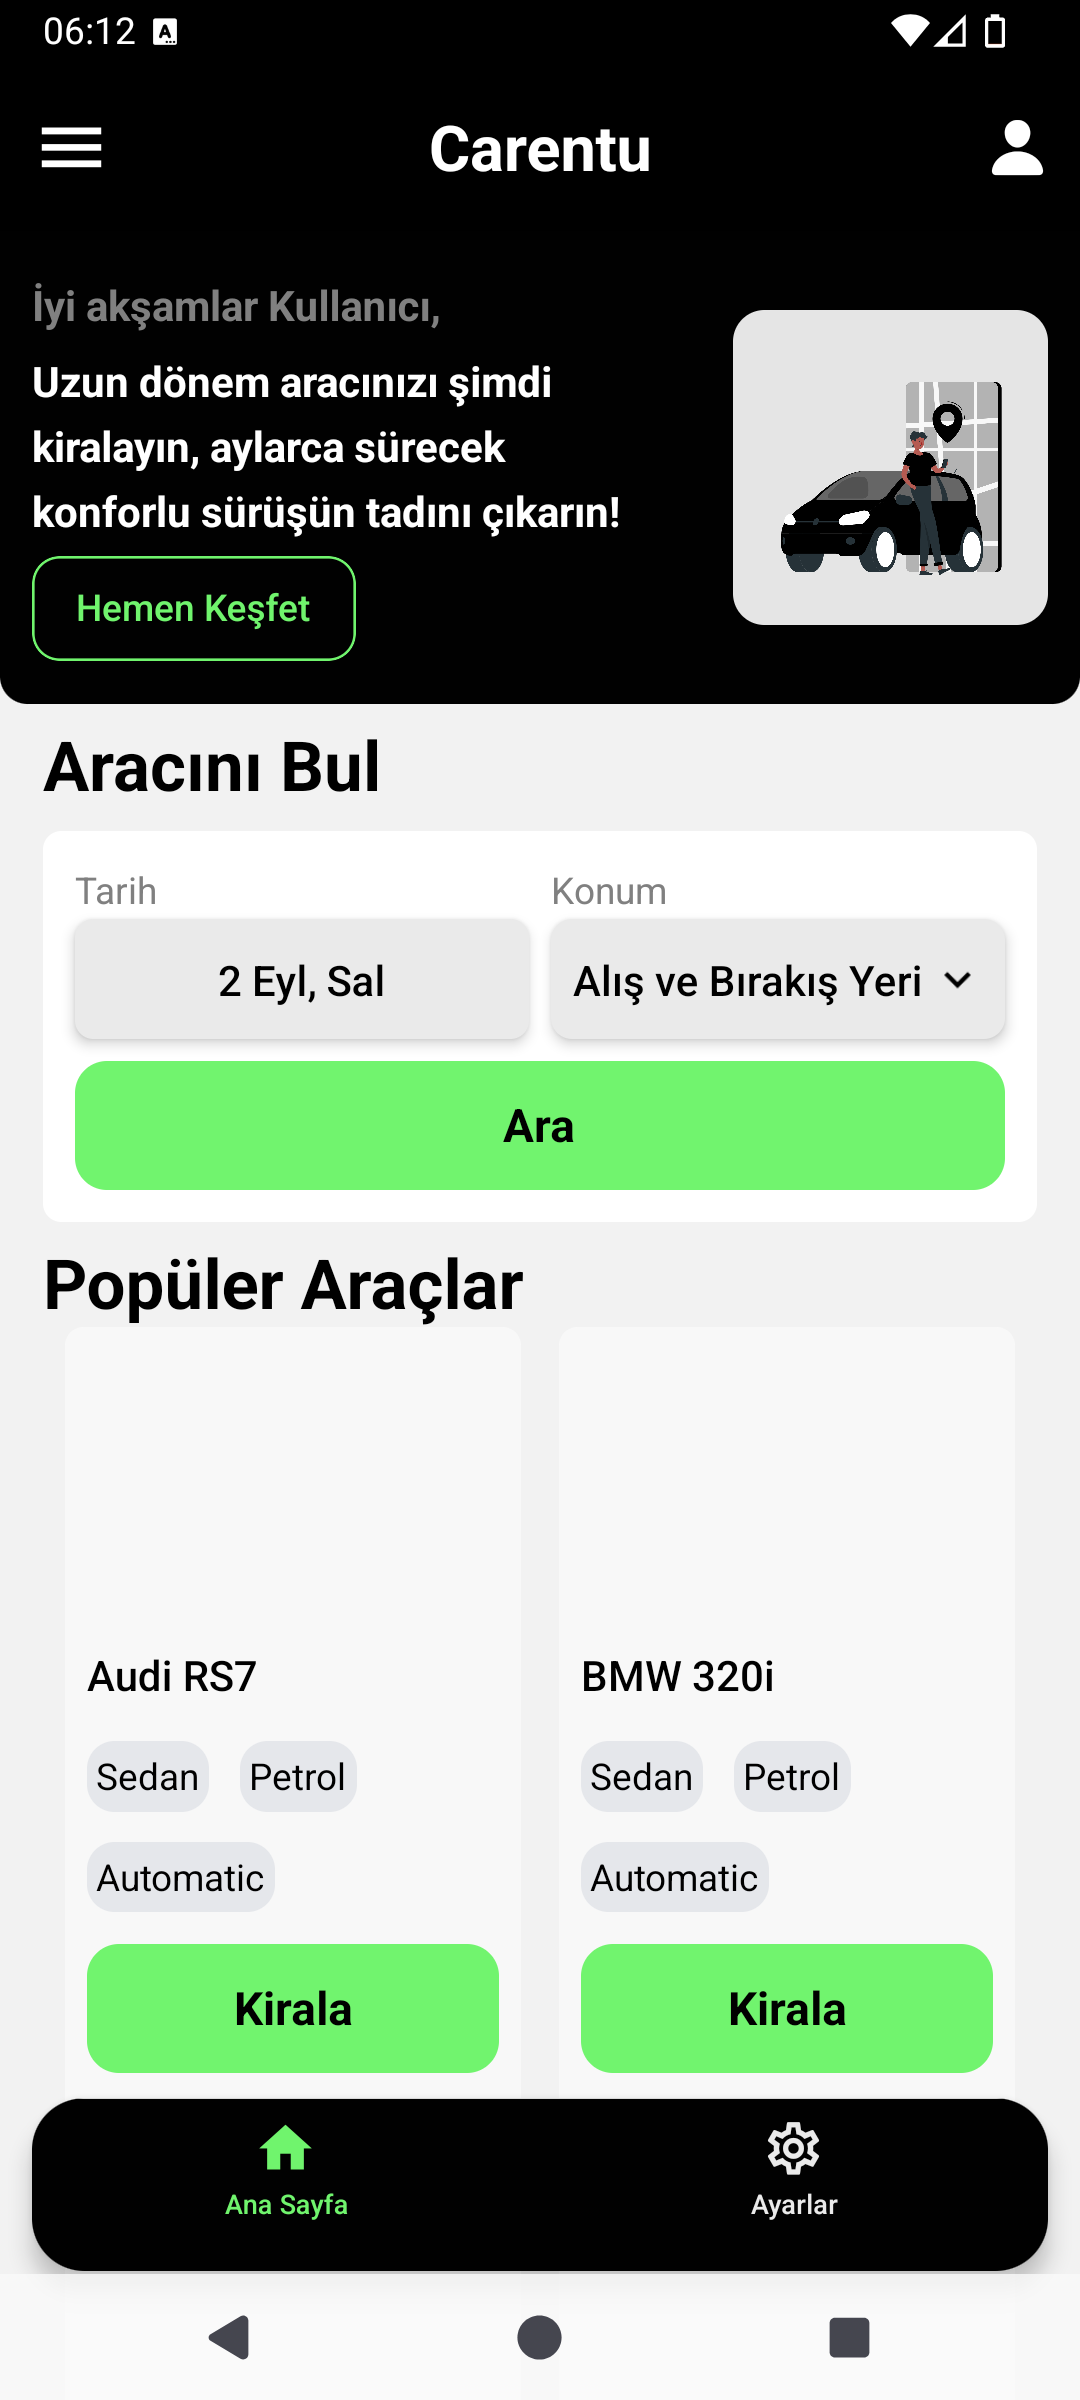 06:12
Carentu
İyi akşamlar Kullanıcı,
Uzun dönem aracınızı şimdi
kiralayın, aylarca sürecek
konforlu sürüşün tadını çıkarın!
Hemen Keşfet
Aracını Bul
Tarih
Konum
2 Eyl, Sal
Alış ve Bırakış Yeri
Ara
Popüler Araçlar
Audi RS7
BMW 320i
Sedan Petrol
Sedan Petrol
Automatic
Automatic
Kirala
Kirala
Ana Sayfa
Ayarlar